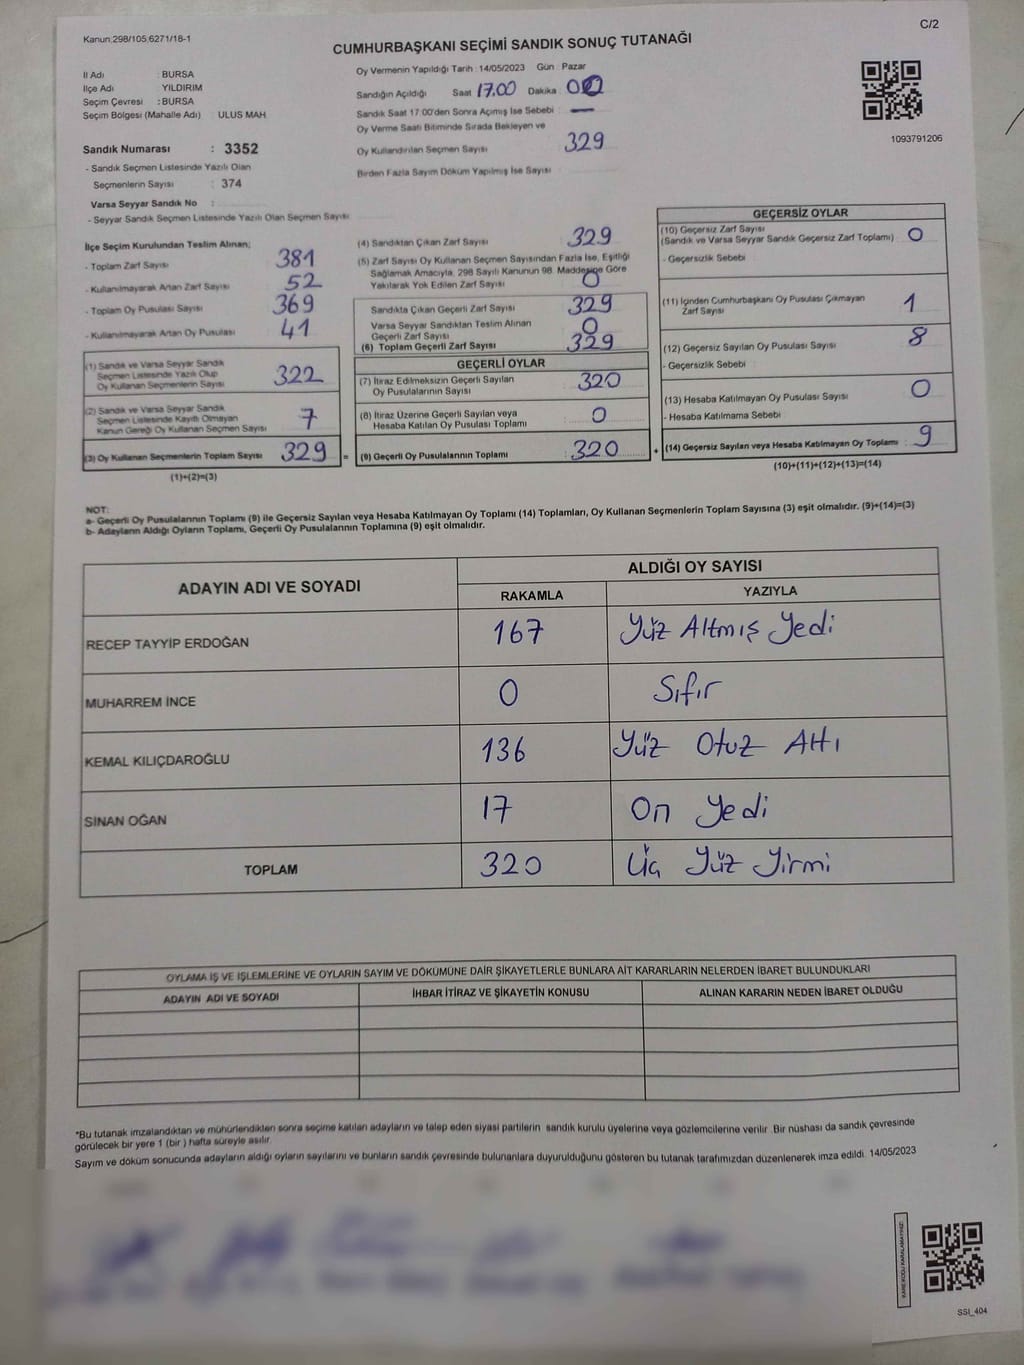 Kanun:298/105;6271/18-1
C/2
CUMHURBAŞKANI SEÇİMİ SANDIK SONUÇ TUTANAĞI
İl Adı : BURSA
İlçe Adı : YILDIRIM
Seçim Çevresi : BURSA
Seçim Bölgesi (Mahalle Adı) : ULUS MAH
Sandık Numarası : 3352
- Sandık Seçmen Listesinde Yazılı Olan
Seçmenlerin Sayısı : 374
Varsa Seyyar Sandık No :
- Seyyar Sandık Seçmen Listesinde Yazılı Olan Seçmen Sayısı
Oy Vermenin Yapıldığı Tarih : 14/05/2023 Gün : Pazar
Sandığın Açıldığı Saat 17.00 Dakika 00
Sandık Saat 17:00'den Sonra Açılmış İse Sebebi : —
Oy Verme Saati Bitiminde Sırada Bekleyen ve
Oy Kullandırılan Seçmen Sayısı : 329
Birden Fazla Sayım Döküm Yapılmış İse Sayısı :
1093791206
İlçe Seçim Kurulundan Teslim Alınan;
- Toplam Zarf Sayısı : 381
- Kullanılmayarak Artan Zarf Sayısı : 52
- Toplam Oy Pusulası Sayısı : 369
- Kullanılmayarak Artan Oy Pusulası : 41
(1) Sandık ve Varsa Seyyar Sandık
Seçmen Listesinde Yazılı Olup
Oy Kullanan Seçmenlerin Sayısı : 322
(2) Sandık ve Varsa Seyyar Sandık
Seçmen Listesinde Kayıtlı Olmayan
Kanun Gereği Oy Kullanan Seçmen Sayısı : 7
(3) Oy Kullanan Seçmenlerin Toplam Sayısı : 329 =
(1)+(2)=(3)
(4) Sandıktan Çıkan Zarf Sayısı : 329
(5) Zarf Sayısı Oy Kullanan Seçmen Sayısından Fazla İse, Eşitliği
Sağlamak Amacıyla, 298 Sayılı Kanunun 98. Maddesine Göre
Yakılarak Yok Edilen Zarf Sayısı : 0
Sandıkta Çıkan Geçerli Zarf Sayısı : 329
Varsa Seyyar Sandıktan Teslim Alınan
Geçerli Zarf Sayısı : 0
(6) Toplam Geçerli Zarf Sayısı : 329
GEÇERLİ OYLAR
(7) İtiraz Edilmeksizin Geçerli Sayılan
Oy Pusulalarının Sayısı : 320
(8) İtiraz Üzerine Geçerli Sayılan veya
Hesaba Katılan Oy Pusulası Toplamı : 0
(9) Geçerli Oy Pusulalarının Toplamı : 320 +
GEÇERSİZ OYLAR
(10) Geçersiz Zarf Sayısı : 0
(Sandık ve Varsa Seyyar Sandık Geçersiz Zarf Toplamı)
- Geçersizlik Sebebi
(11) İçinden Cumhurbaşkanı Oy Pusulası Çıkmayan
Zarf Sayısı : 1
(12) Geçersiz Sayılan Oy Pusulası Sayısı : 8
- Geçersizlik Sebebi
(13) Hesaba Katılmayan Oy Pusulası Sayısı : 0
- Hesaba Katılmama Sebebi
(14) Geçersiz Sayılan veya Hesaba Katılmayan Oy Toplamı : 9
(10)+(11)+(12)+(13)=(14)
NOT:
a- Geçerli Oy Pusulalarının Toplamı (9) ile Geçersiz Sayılan veya Hesaba Katılmayan Oy Toplamı (14) Toplamları, Oy Kullanan Seçmenlerin Toplam Sayısına (3) eşit olmalıdır. (9)+(14)=(3)
b- Adayların Aldığı Oyların Toplamı, Geçerli Oy Pusulalarının Toplamına (9) eşit olmalıdır.
ADAYIN ADI VE SOYADI ALDIĞI OY SAYISI
RAKAMLA YAZIYLA
RECEP TAYYİP ERDOĞAN 167 Yüz Altmış Yedi
MUHARREM İNCE 0 Sıfır
KEMAL KILIÇDAROĞLU 136 Yüz Otuz Altı
SİNAN OĞAN 17 On Yedi
TOPLAM 320 Üç Yüz Yirmi
OYLAMA İŞ VE İŞLEMLERİNE VE OYLARIN SAYIM VE DÖKÜMÜNE DAİR ŞİKAYETLERLE BUNLARA AİT KARARLARIN NELERDEN İBARET BULUNDUKLARI
ADAYIN ADI VE SOYADI İHBAR İTİRAZ VE ŞİKAYETİN KONUSU ALINAN KARARIN NEDEN İBARET OLDUĞU
*Bu tutanak imzalandıktan ve mühürlendikten sonra seçime katılan adayların ve talep eden siyasi partilerin sandık kurulu üyelerine veya gözlemcilerine verilir. Bir nüshası da sandık çevresinde
görülecek bir yere 1 (bir ) hafta süreyle asılır.
Sayım ve döküm sonucunda adayların aldığı oyların sayılarını ve bunların sandık çevresinde bulunanlara duyurulduğunu gösteren bu tutanak tarafımızdan düzenlenerek imza edildi. 14/05/2023
KARE KODU KARALAMAYINIZ!
SSI_404